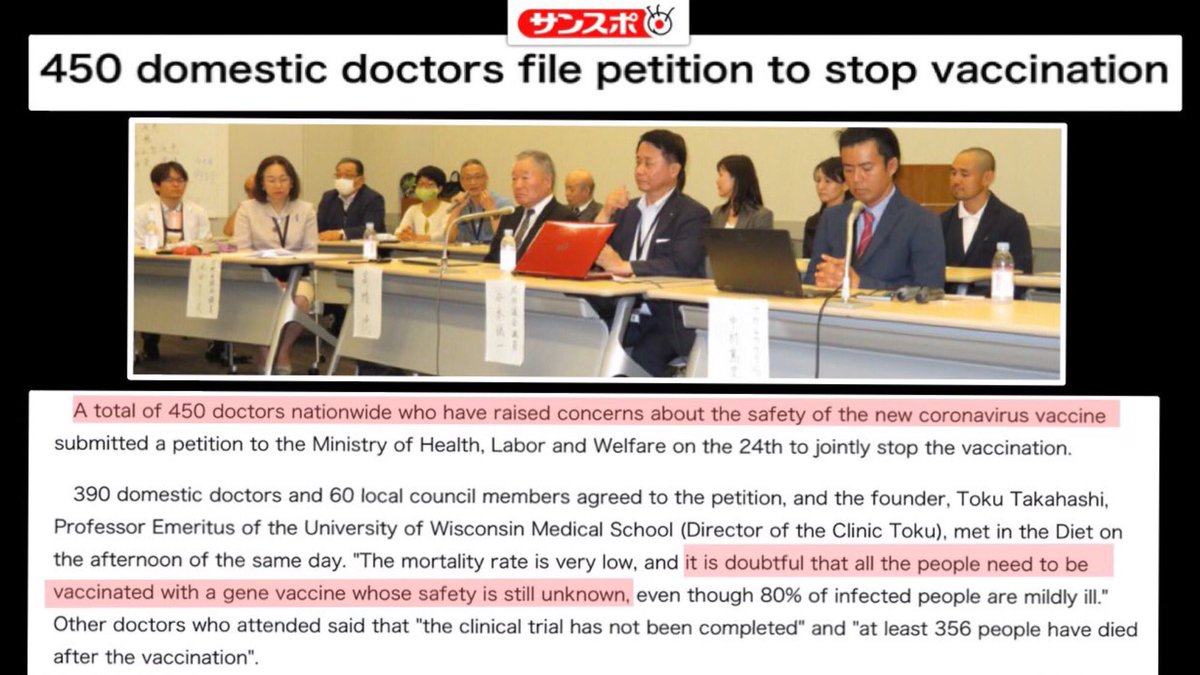 サンスポ
450 domestic doctors file petition to stop vaccination
A total of 450 doctors nationwide who have raised concerns about the safety of the new coronavirus vaccine
submitted a petition to the Ministry of Health, Labor and Welfare on the 24th to jointly stop the vaccination.
390 domestic doctors and 60 local council members agreed to the petition, and the founder, Toku Takahashi,
Professor Emeritus of the University of Wisconsin Medical School (Director of the Clinic Toku), met in the Diet on
the afternoon of the same day. "The mortality rate is very low, and it is doubtful that all the people need to be
vaccinated with a gene vaccine whose safety is still unknown, even though 80% of infected people are mildly ill."
Other doctors who attended said that "the clinical trial has not been completed" and "at least 356 people have died
after the vaccination".